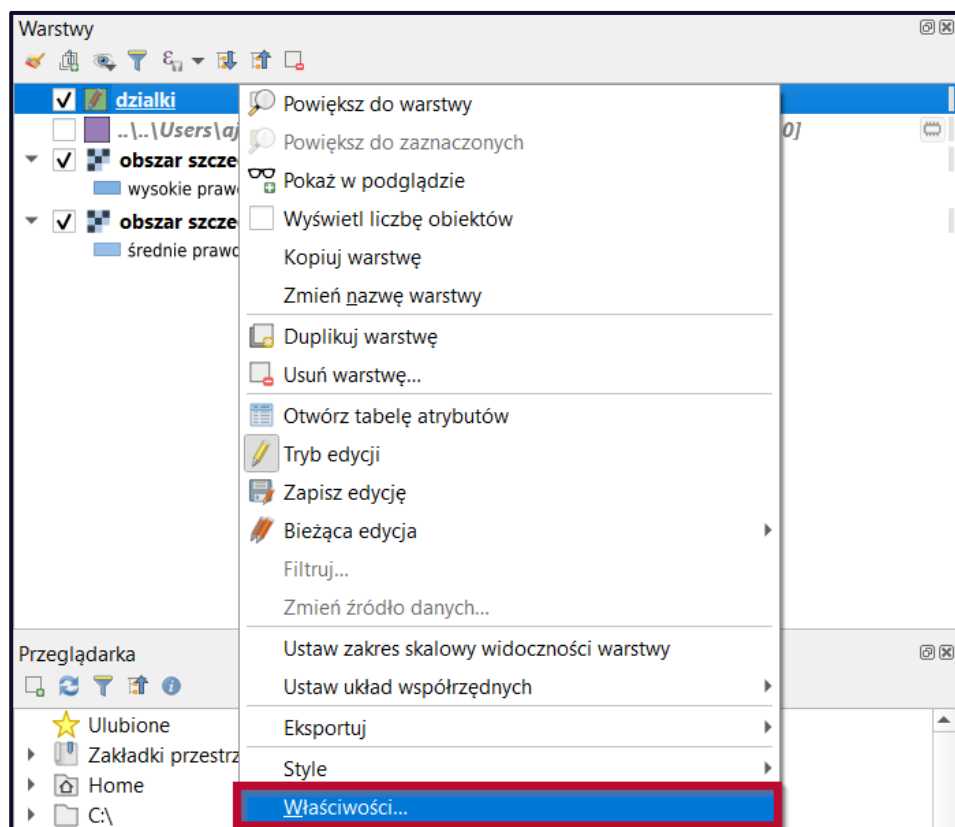 Warstwy
dzialki
..\..\Users\aj
0]
obszar szcze
wysokie praw
obszar szcze
średnie prawd
Powiększ do warstwy
Powiększ do zaznaczonych
Pokaż w podglądzie
Wyświetl liczbę obiektów
Kopiuj warstwę
Zmień nazwę warstwy
Duplikuj warstwę
Usuń warstwę...
Otwórz tabelę atrybutów
Tryb edycji
Zapisz edycję
Bieżąca edycja
Filtruj...
Zmień źródło danych...
Ustaw zakres skalowy widoczności warstwy
Ustaw układ współrzędnych
Eksportuj
Style
Właściwości...
Przeglądarka
Ulubione
Zakładki przestrz
Home
C:\